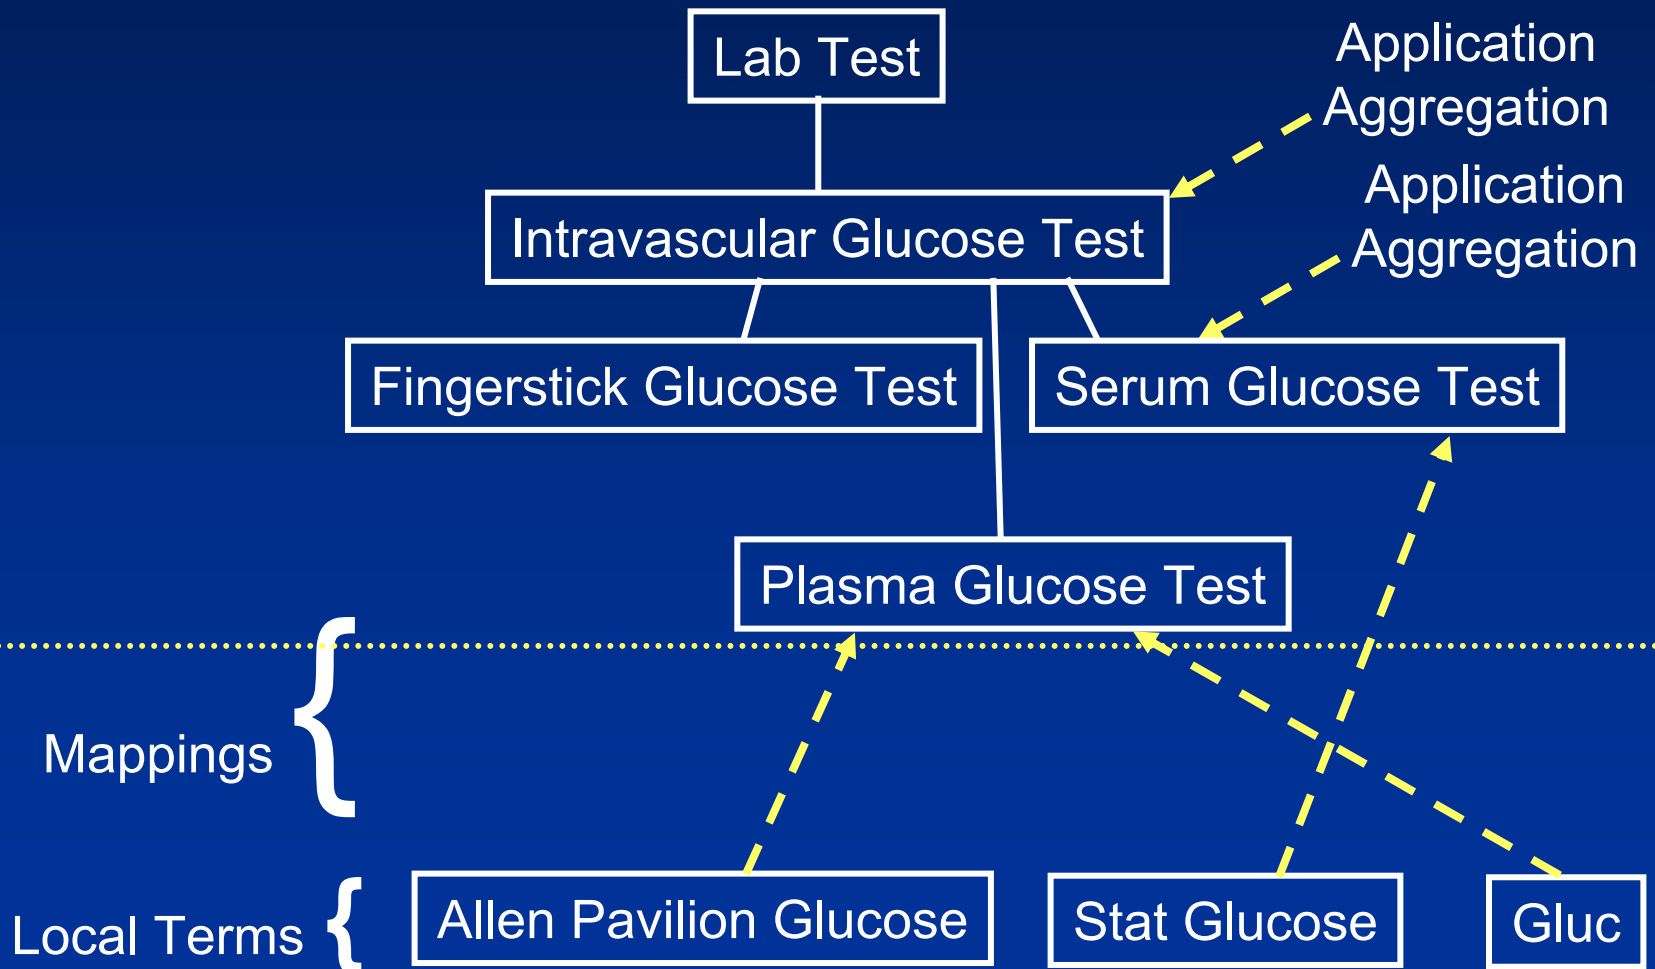 Lab Test
Application
Aggregation
Application
Aggregation
Intravascular Glucose Test
Fingerstick Glucose Test
Serum Glucose Test
Plasma Glucose Test
Mappings {
Local Terms {
Allen Pavilion Glucose
Stat Glucose
Gluc